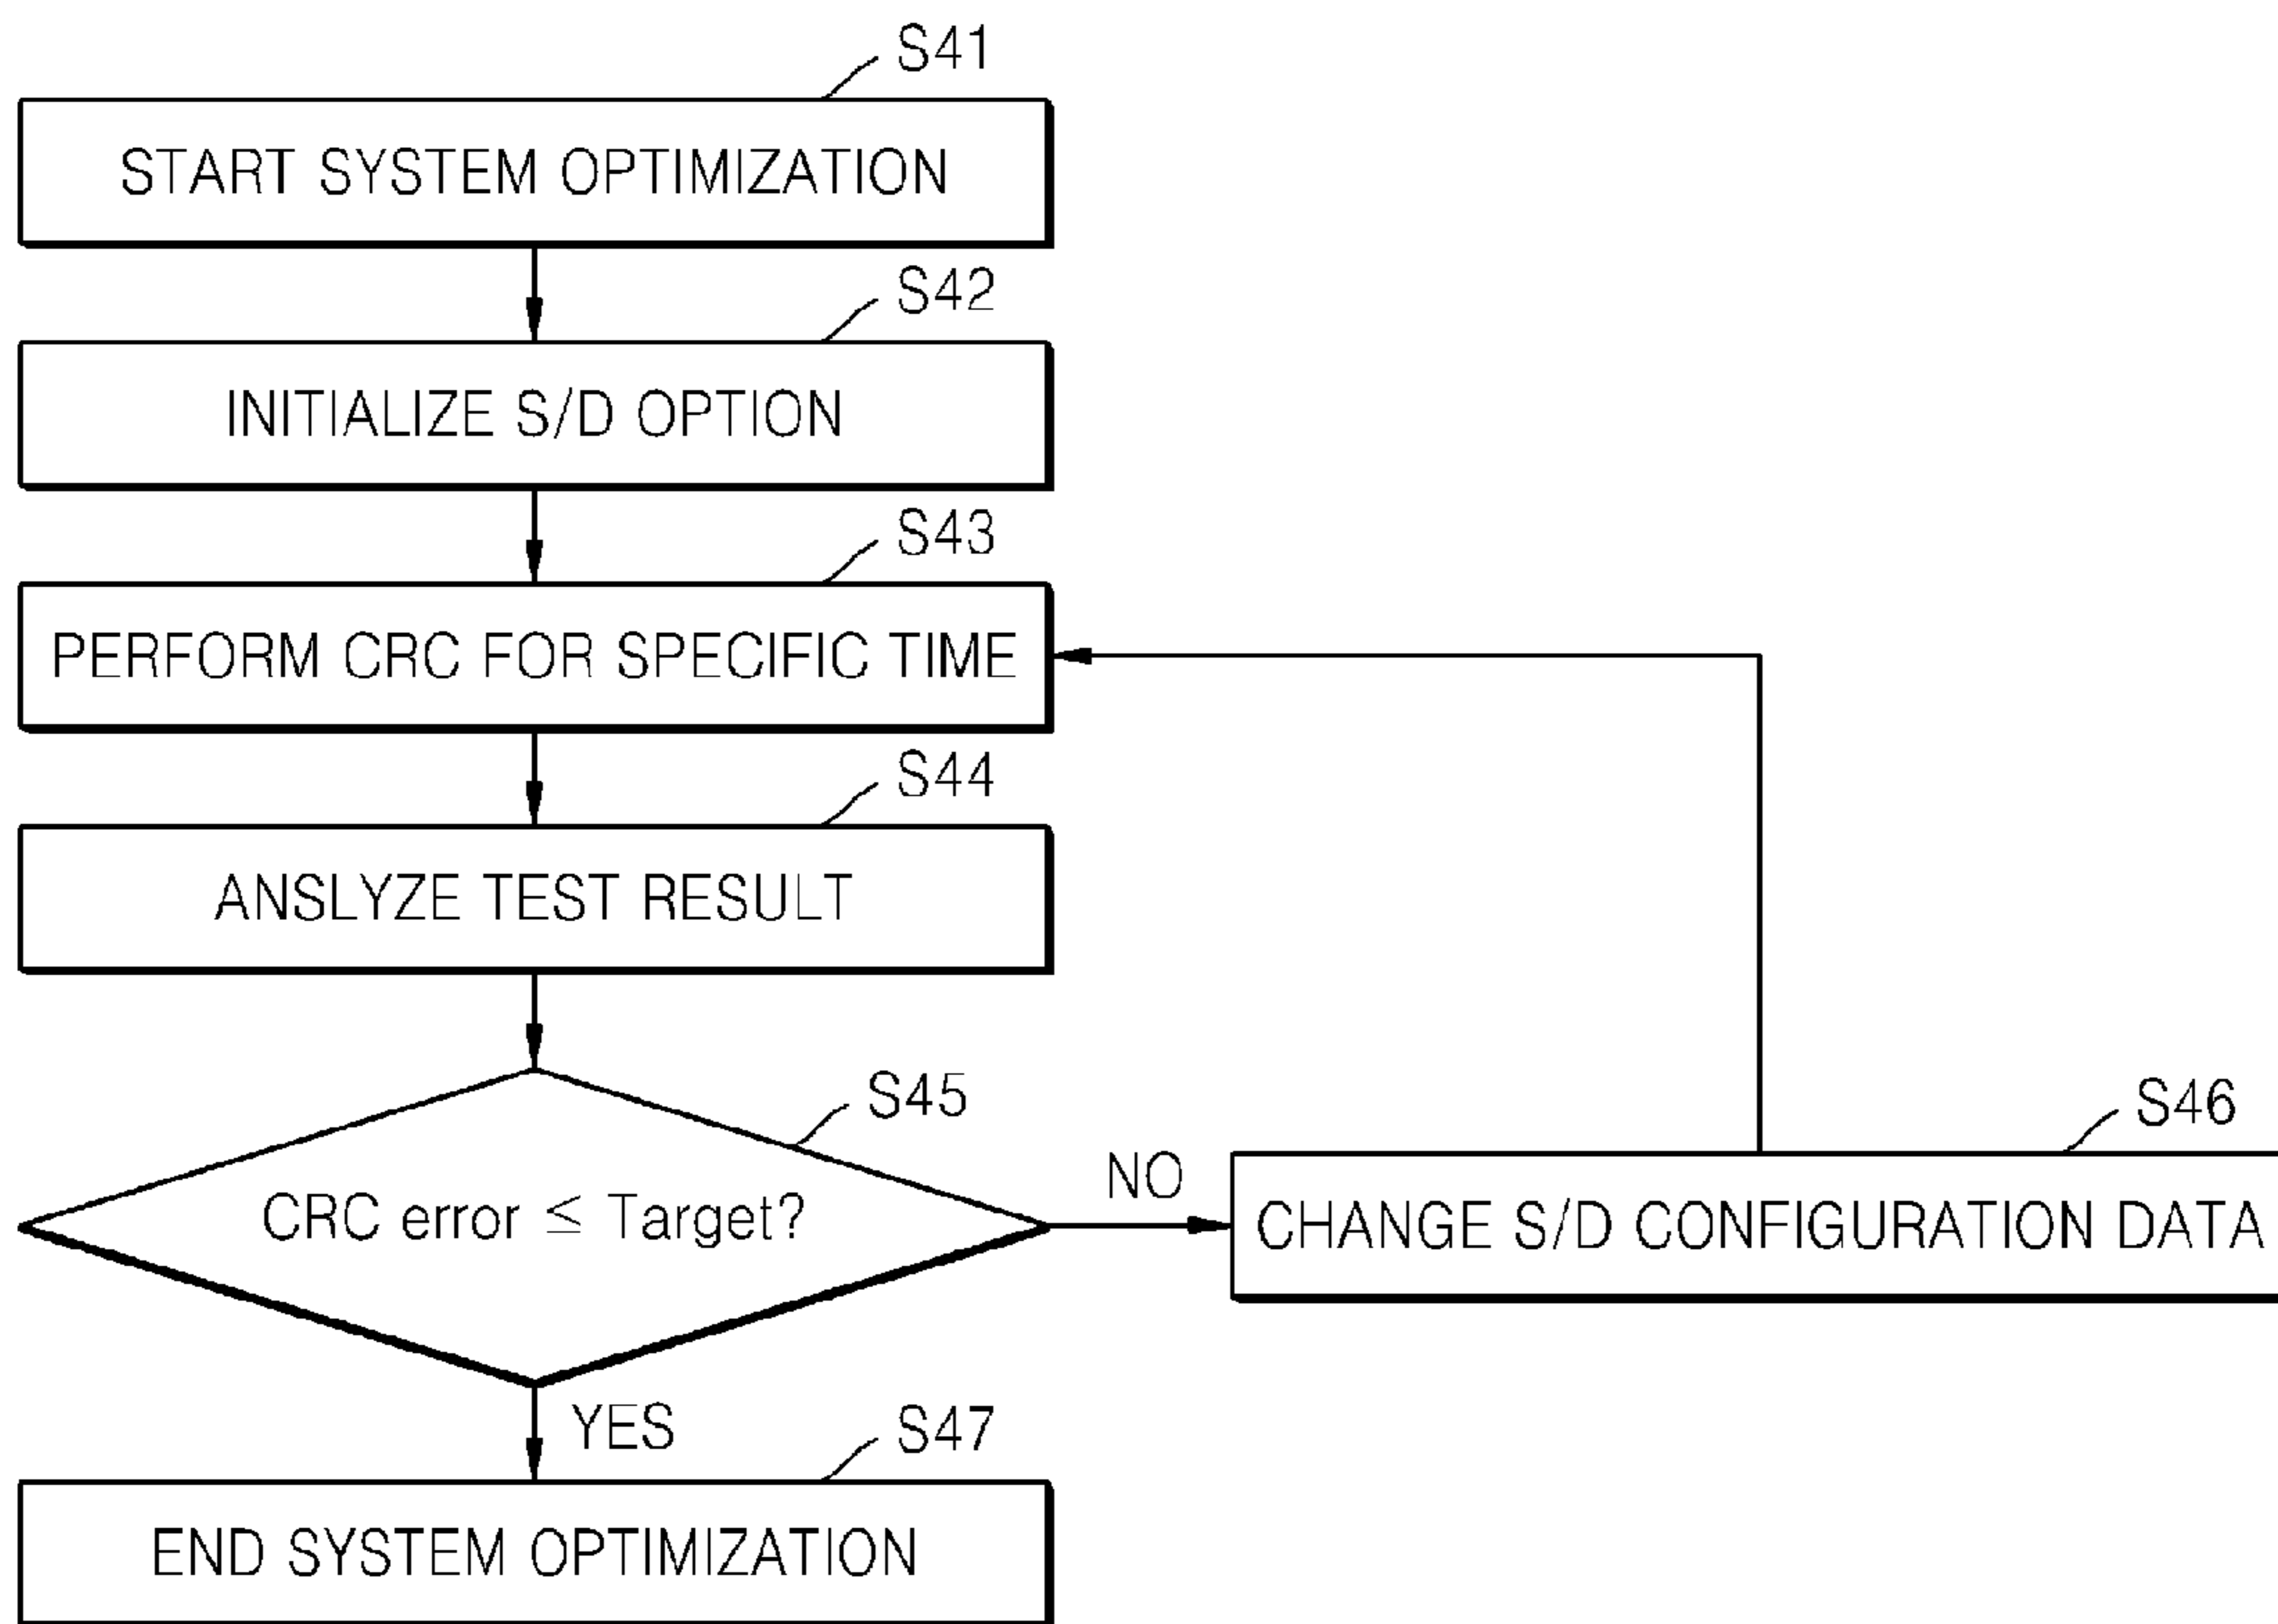 S41
START SYSTEM OPTIMIZATION
S42
INITIALIZE S/D OPTION
S43
PERFORM CRC FOR SPECIFIC TIME
S44
ANSLYZE TEST RESULT
S45
CRC error ≤ Target?
NO
S46
CHANGE S/D CONFIGURATION DATA
YES
S47
END SYSTEM OPTIMIZATION